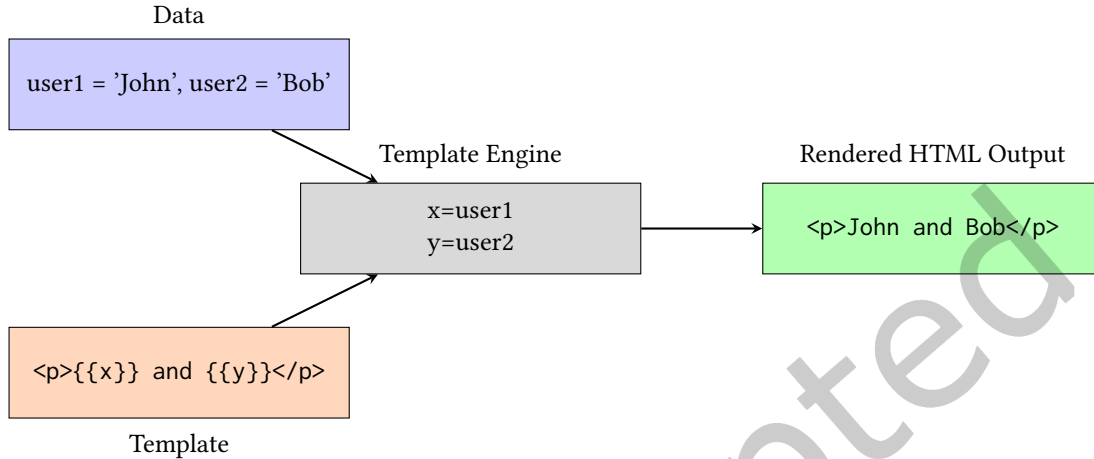 Data
user1 = ’John’, user2 = ’Bob’
Template Engine
x=user1
y=user2
Rendered HTML Output
<p>John and Bob</p>
<p>{{x}} and {{y}}</p>
Template